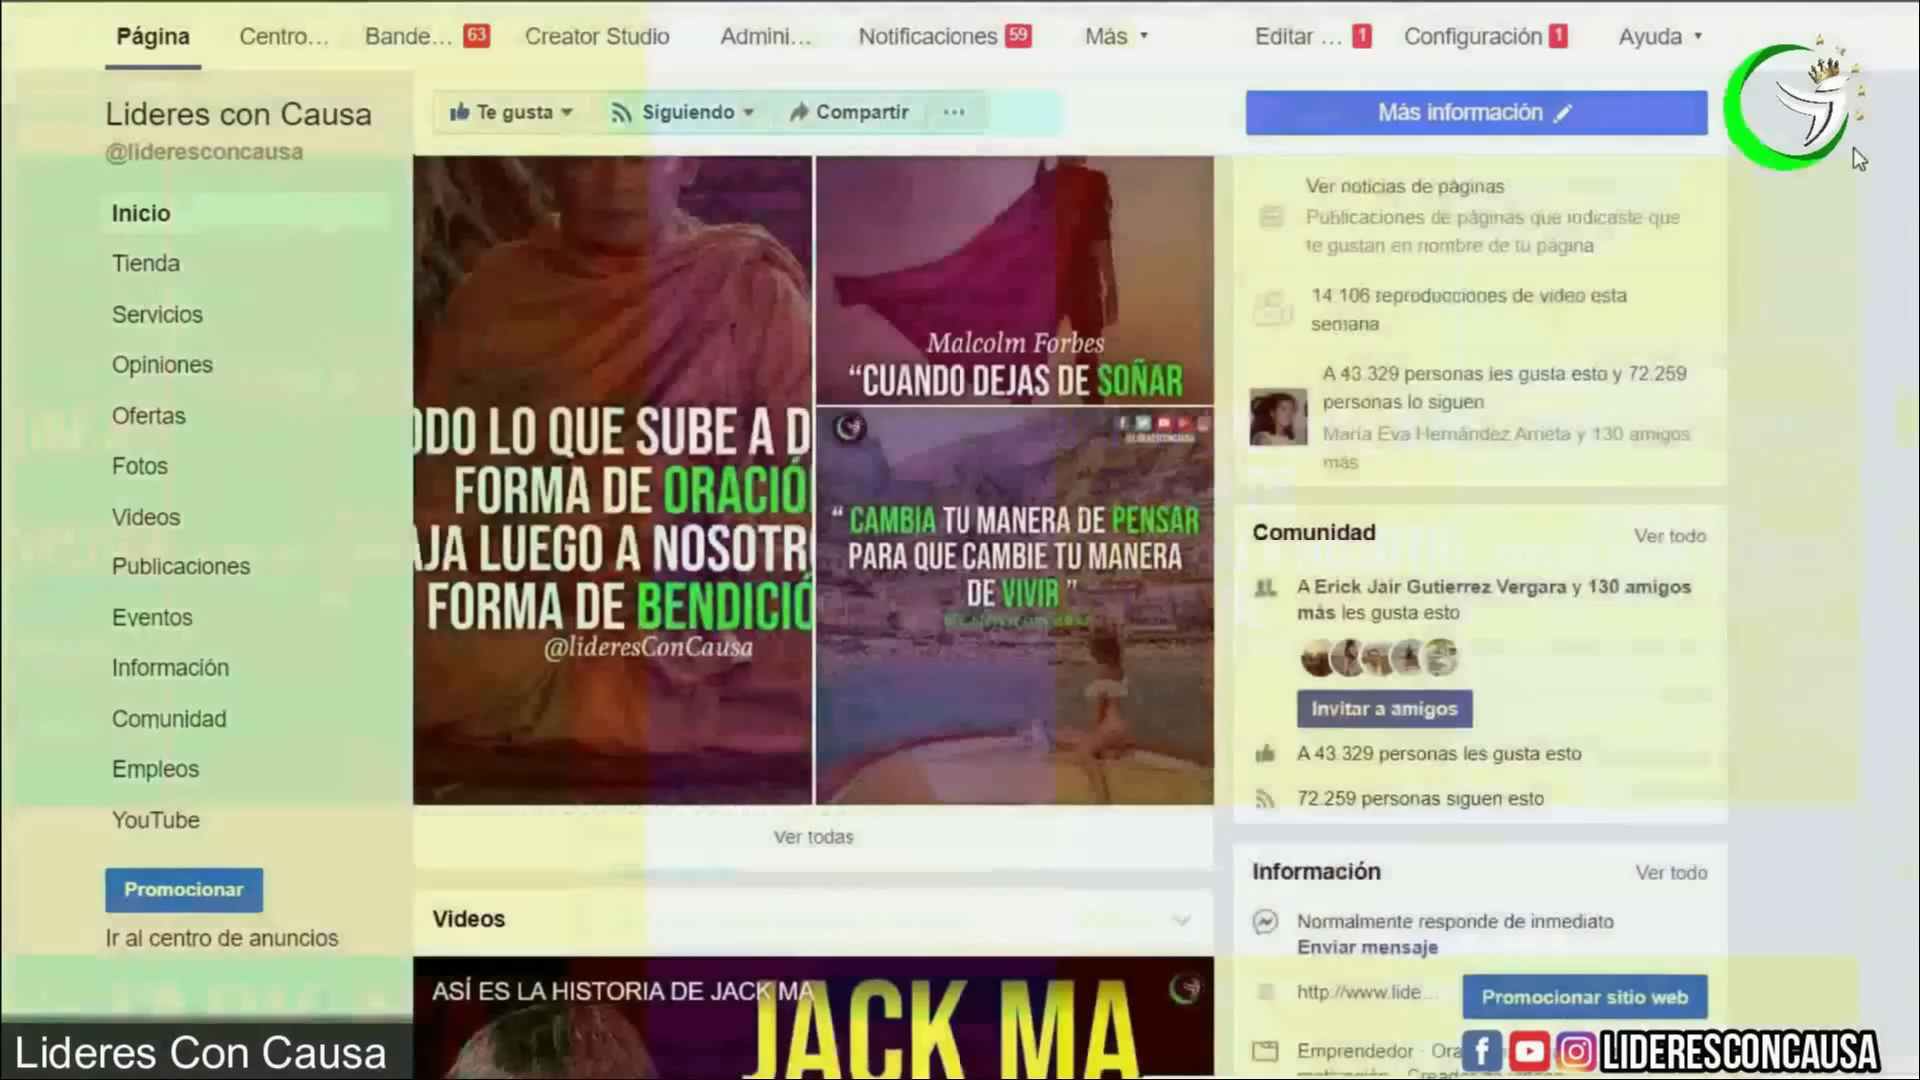 Página
Centro...
Bande... 63
Creator Studio
Admini...
Notificaciones 59
Más
Editar ... 1
Configuración 1
Ayuda
Lideres con Causa
@lideresconcausa
Inicio
Tienda
Servicios
Opiniones
Ofertas
Fotos
Videos
Publicaciones
Eventos
Información
Comunidad
Empleos
YouTube
Promocionar
Ir al centro de anuncios
Te gusta
Siguiendo
Compartir
...
Más información
ODO LO QUE SUBE A D
FORMA DE ORACIÓ
AJA LUEGO A NOSOTR
FORMA DE BENDICIÓ
@lideresConCausa
Malcolm Forbes
“CUANDO DEJAS DE SOÑAR
“ CAMBIA TU MANERA DE PENSAR
PARA QUE CAMBIE TU MANERA
DE VIVIR ”
Ver todas
Videos
ASÍ ES LA HISTORIA DE JACK MA
JACK MA
Ver noticias de páginas
Publicaciones de páginas que indicaste que
te gustan en nombre de tu página
14.106 reproducciones de video esta
semana
A 43.329 personas les gusta esto y 72.259
personas lo siguen
María Eva Hernández Arrieta y 130 amigos
más
Comunidad
Ver todo
A Erick Jair Gutierrez Vergara y 130 amigos
más les gusta esto
Invitar a amigos
A 43.329 personas les gusta esto
72.259 personas siguen esto
Información
Ver todo
Normalmente responde de inmediato
Enviar mensaje
http://www.lide...
Promocionar sitio web
Emprendedor · Ora
Lideres Con Causa
LIDERESCONCAUSA